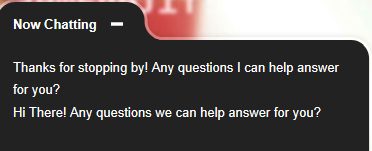 Now Chatting
Thanks for stopping by! Any questions I can help answer
for you?
Hi There! Any questions we can help answer for you?